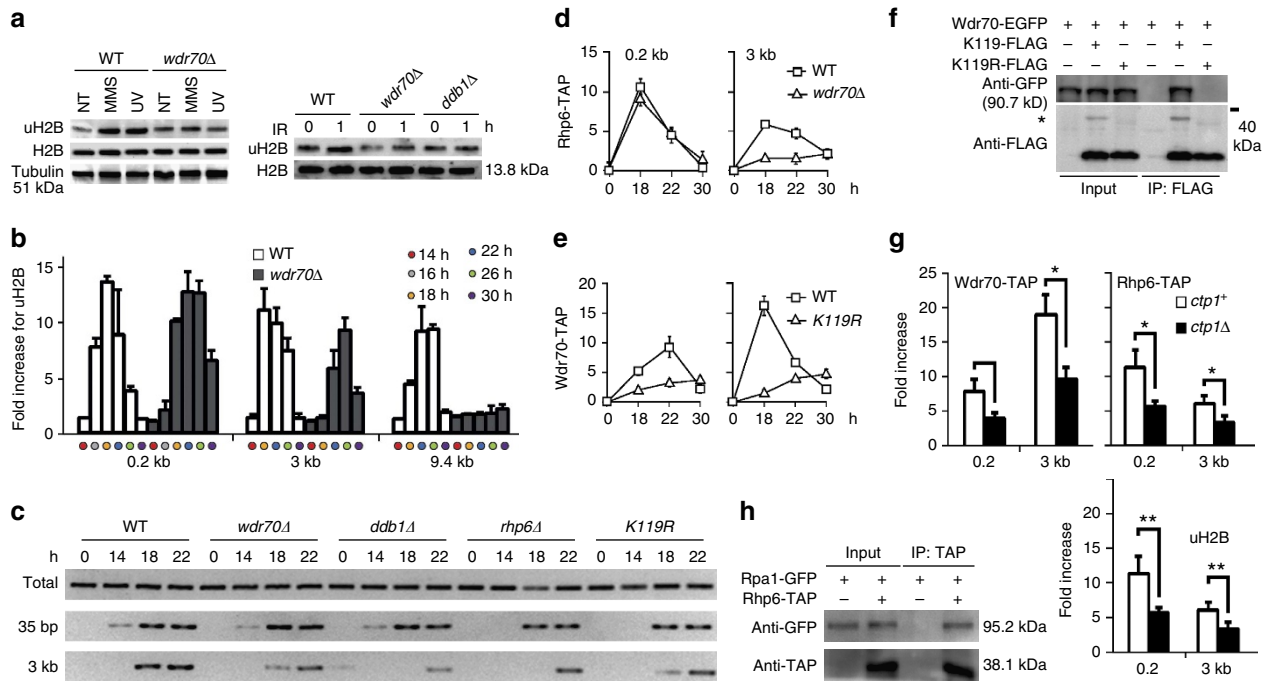 a
WT wdr70Δ
NT MMS UV NT MMS UV
uH2B
H2B
Tubulin
51 kDa
WT wdr70Δ ddb1Δ
IR 0 1 0 1 0 1 h
uH2B
H2B 13.8 kDa
b
Fold increase for uH2B
15
10
5
0
WT
wdr70Δ
14 h 22 h
16 h 26 h
18 h 30 h
0.2 kb 3 kb 9.4 kb
c
WT wdr70Δ ddb1Δ rhp6Δ K119R
h 0 14 18 22 0 14 18 22 0 14 18 22 0 14 18 22 0 14 18 22
Total
35 bp
3 kb
d
Rhp6-TAP
15
10
5
0
0.2 kb 3 kb
WT
wdr70Δ
0 18 22 30 0 18 22 30 h
e
Wdr70-TAP
20
15
10
5
0
WT
K119R
0 18 22 30 0 18 22 30 h
f
Wdr70-EGFP + + + + + +
K119-FLAG – + – – + –
K119R-FLAG – – + – – +
Anti-GFP
(90.7 kD)
*
Anti-FLAG
40
kDa
Input IP: FLAG
g
Fold increase
25
20
15
10
5
0
Wdr70-TAP
*
0.2 3 kb
Rhp6-TAP
ctp1+
ctp1Δ
* *
0.2 3 kb
Fold increase
20
15
10
5
0
uH2B
** **
0.2 3 kb
h
Input IP: TAP
Rpa1-GFP + + + +
Rhp6-TAP – + – +
Anti-GFP 95.2 kDa
Anti-TAP 38.1 kDa